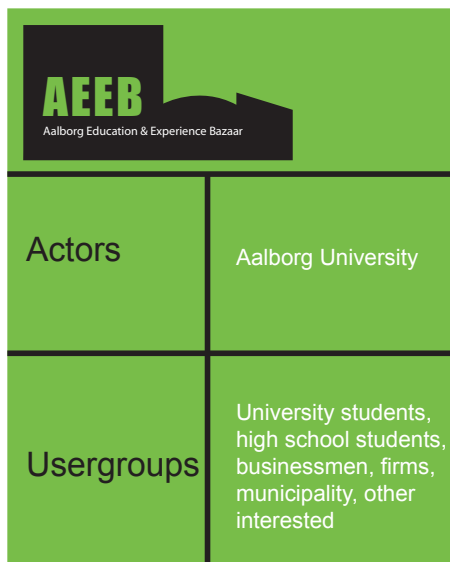 AEEB
Aalborg Education & Experience Bazaar
Actors
Aalborg University
Usergroups
University students,
high school students,
businessmen, firms,
municipality, other
interested